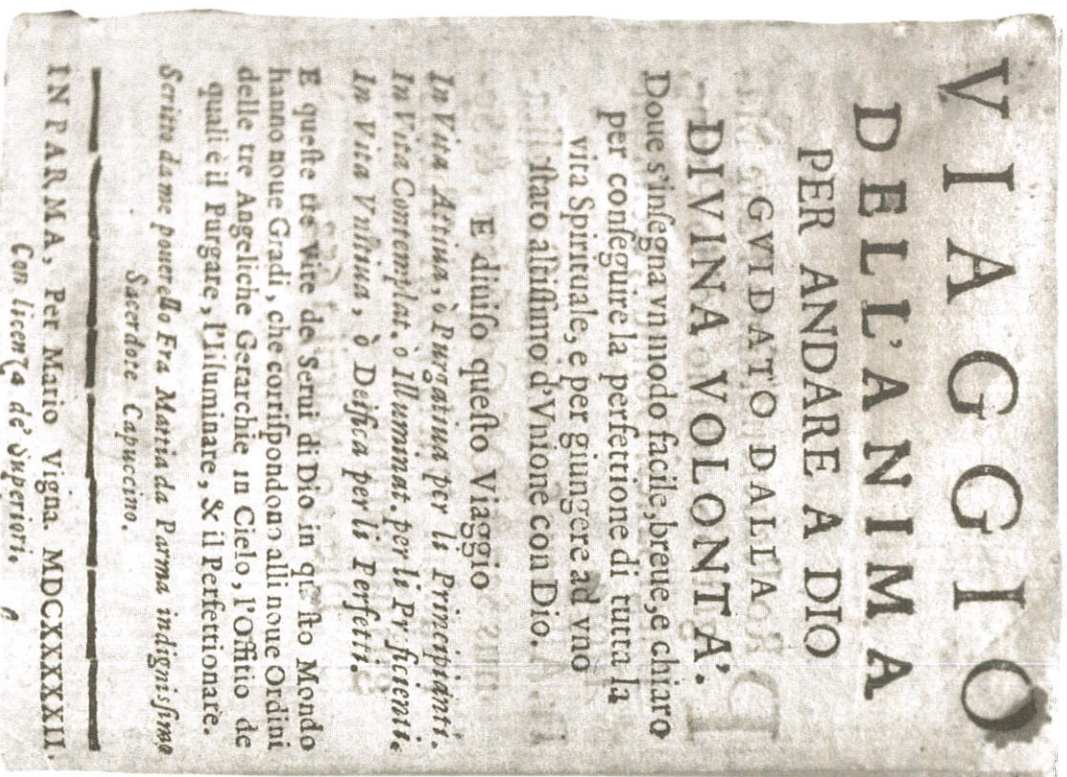 VIAGGIO
DELL'ANIMA
PER ANDARE A DIO
GVIDATO DALLA
DIVINA VOLONTA'.
Doue s'inſegna vn modo facile, breue, e chiaro
per conſeguire la perfettione di tutta la
vita Spirituale, e per giungere ad vno
ſtato altiſſimo d'Vnione con Dio.
E diuiſo queſto Viaggio
In Vita Attiua, ò Purgatiua per li Principianti.
In Vita Contemplat. ò Illuminat. per li Proficienti.
In Vita Vnitiua, ò Deifica per li Perfetti.
E queſte tre Vite de Serui di Dio in queſto Mondo
hanno noue Gradi, che corriſpondono alli noue Ordini
delle tre Angeliche Gerarchie in Cielo, l'Offitio de
quali è il Purgare, l'Illuminare, & il Perfettionare.
Scritto da me pouerello Fra Mattia da Parma indigniſſimo
Sacerdote Capuccino.
IN PARMA, Per Mario Vigna. MDCXXXXXII.
Con licenza de' Superiori.